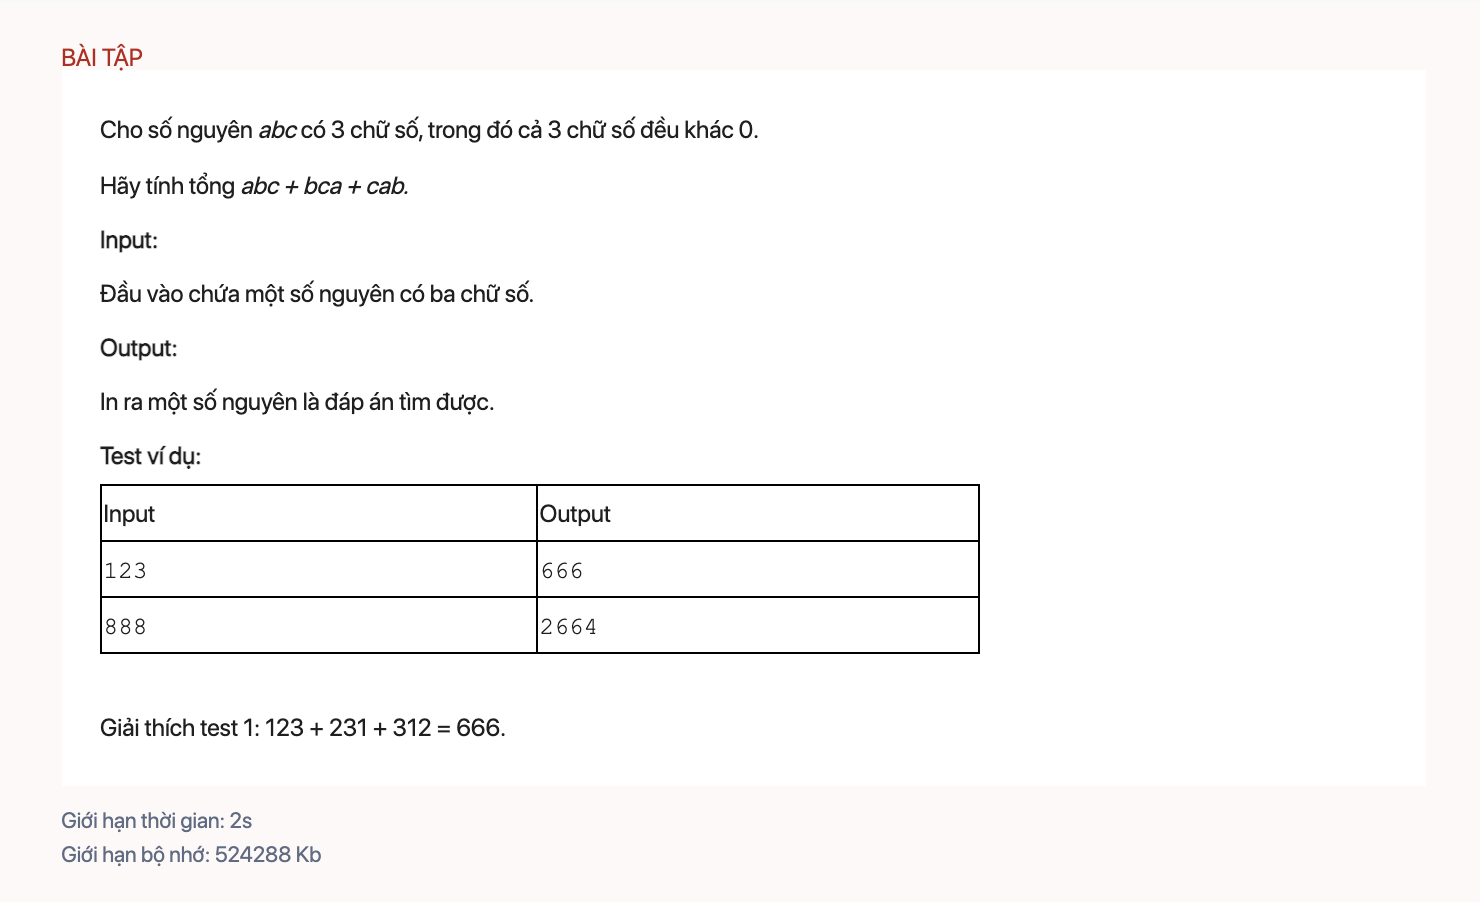 BÀI TẬP
Cho số nguyên abc có 3 chữ số, trong đó cả 3 chữ số đều khác 0.
Hãy tính tổng abc + bca + cab.
Input:
Đầu vào chứa một số nguyên có ba chữ số.
Output:
In ra một số nguyên là đáp án tìm được.
Test ví dụ:
Input Output
123 666
888 2664
Giải thích test 1: 123 + 231 + 312 = 666.
Giới hạn thời gian: 2s
Giới hạn bộ nhớ: 524288 Kb